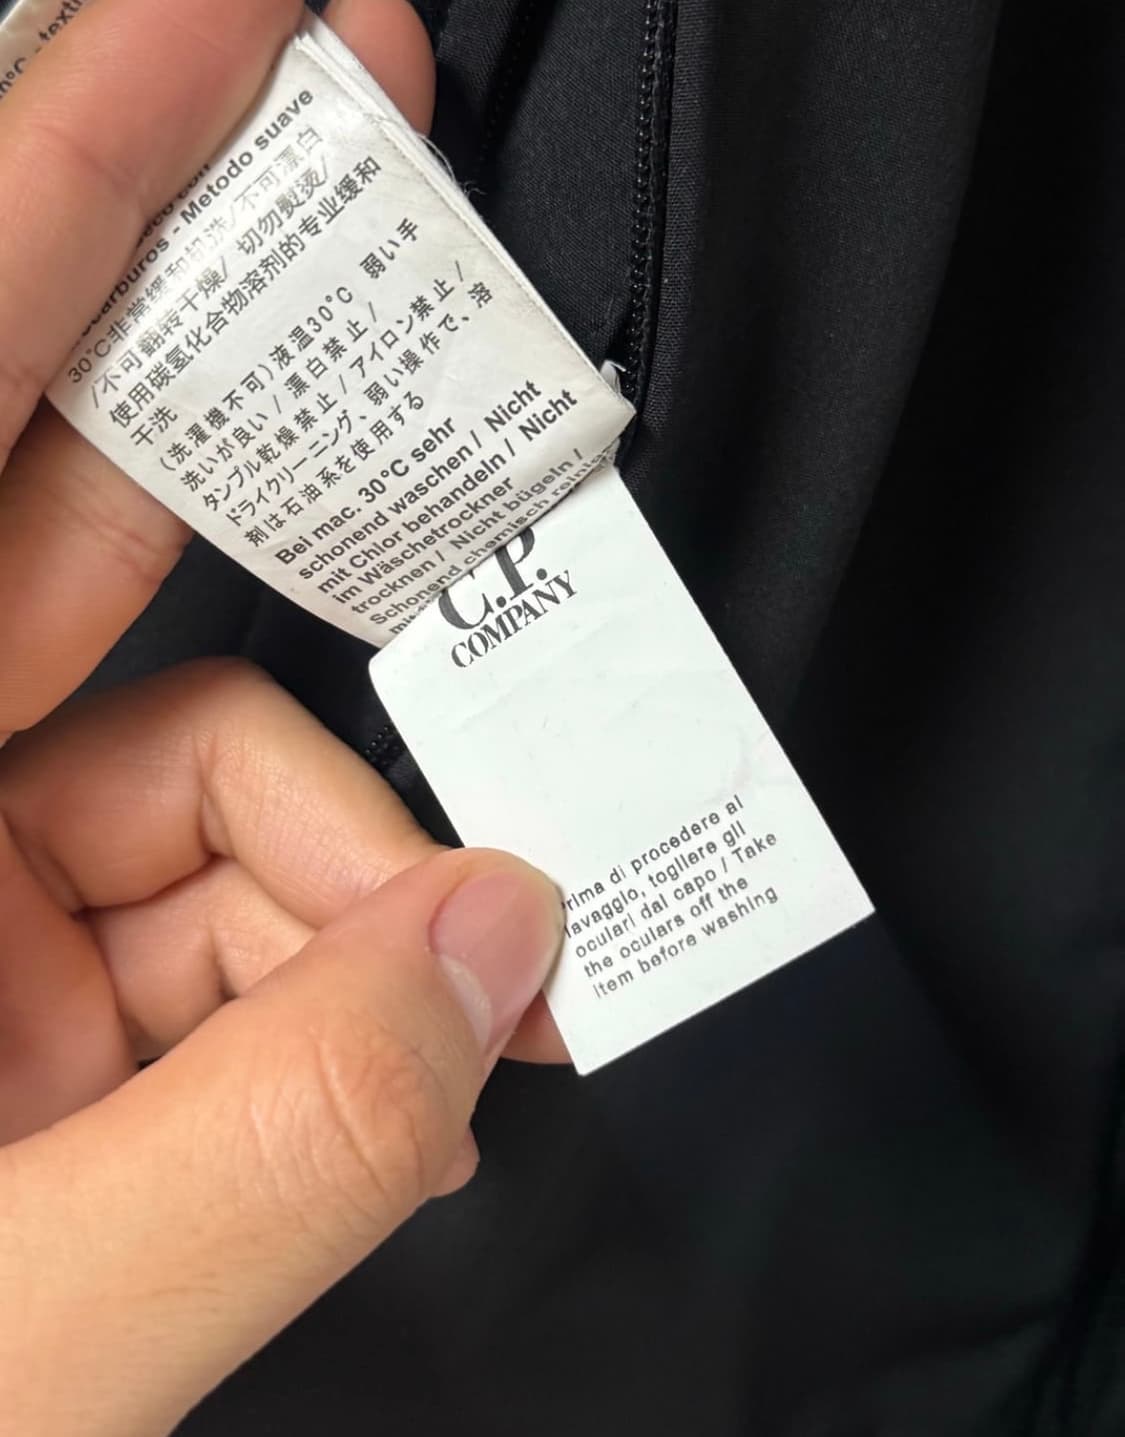 Metodo suave
30°C非常缓和机洗/不可漂白
/不可翻转干燥/ 切勿熨烫/
使用碳氢化合物溶剂的专业缓和
干洗
(洗濯機不可)液温30°C 弱い手
洗いが良い / 漂白禁止 /
タンブル乾燥禁止 / アイロン禁止 /
ドライクリーニング、弱い操作で、溶
剤は石油系を使用する
Bei mac. 30°C sehr
schonend waschen / Nicht
mit Chlor behandeln / Nicht
im Wäschetrockner
trocknen / Nicht bügeln /
Schonend chemisch
C.P.
COMPANY
di procedere al
lavaggio, togliere gli
oculari dal capo / Take
the oculars off the
item before washing